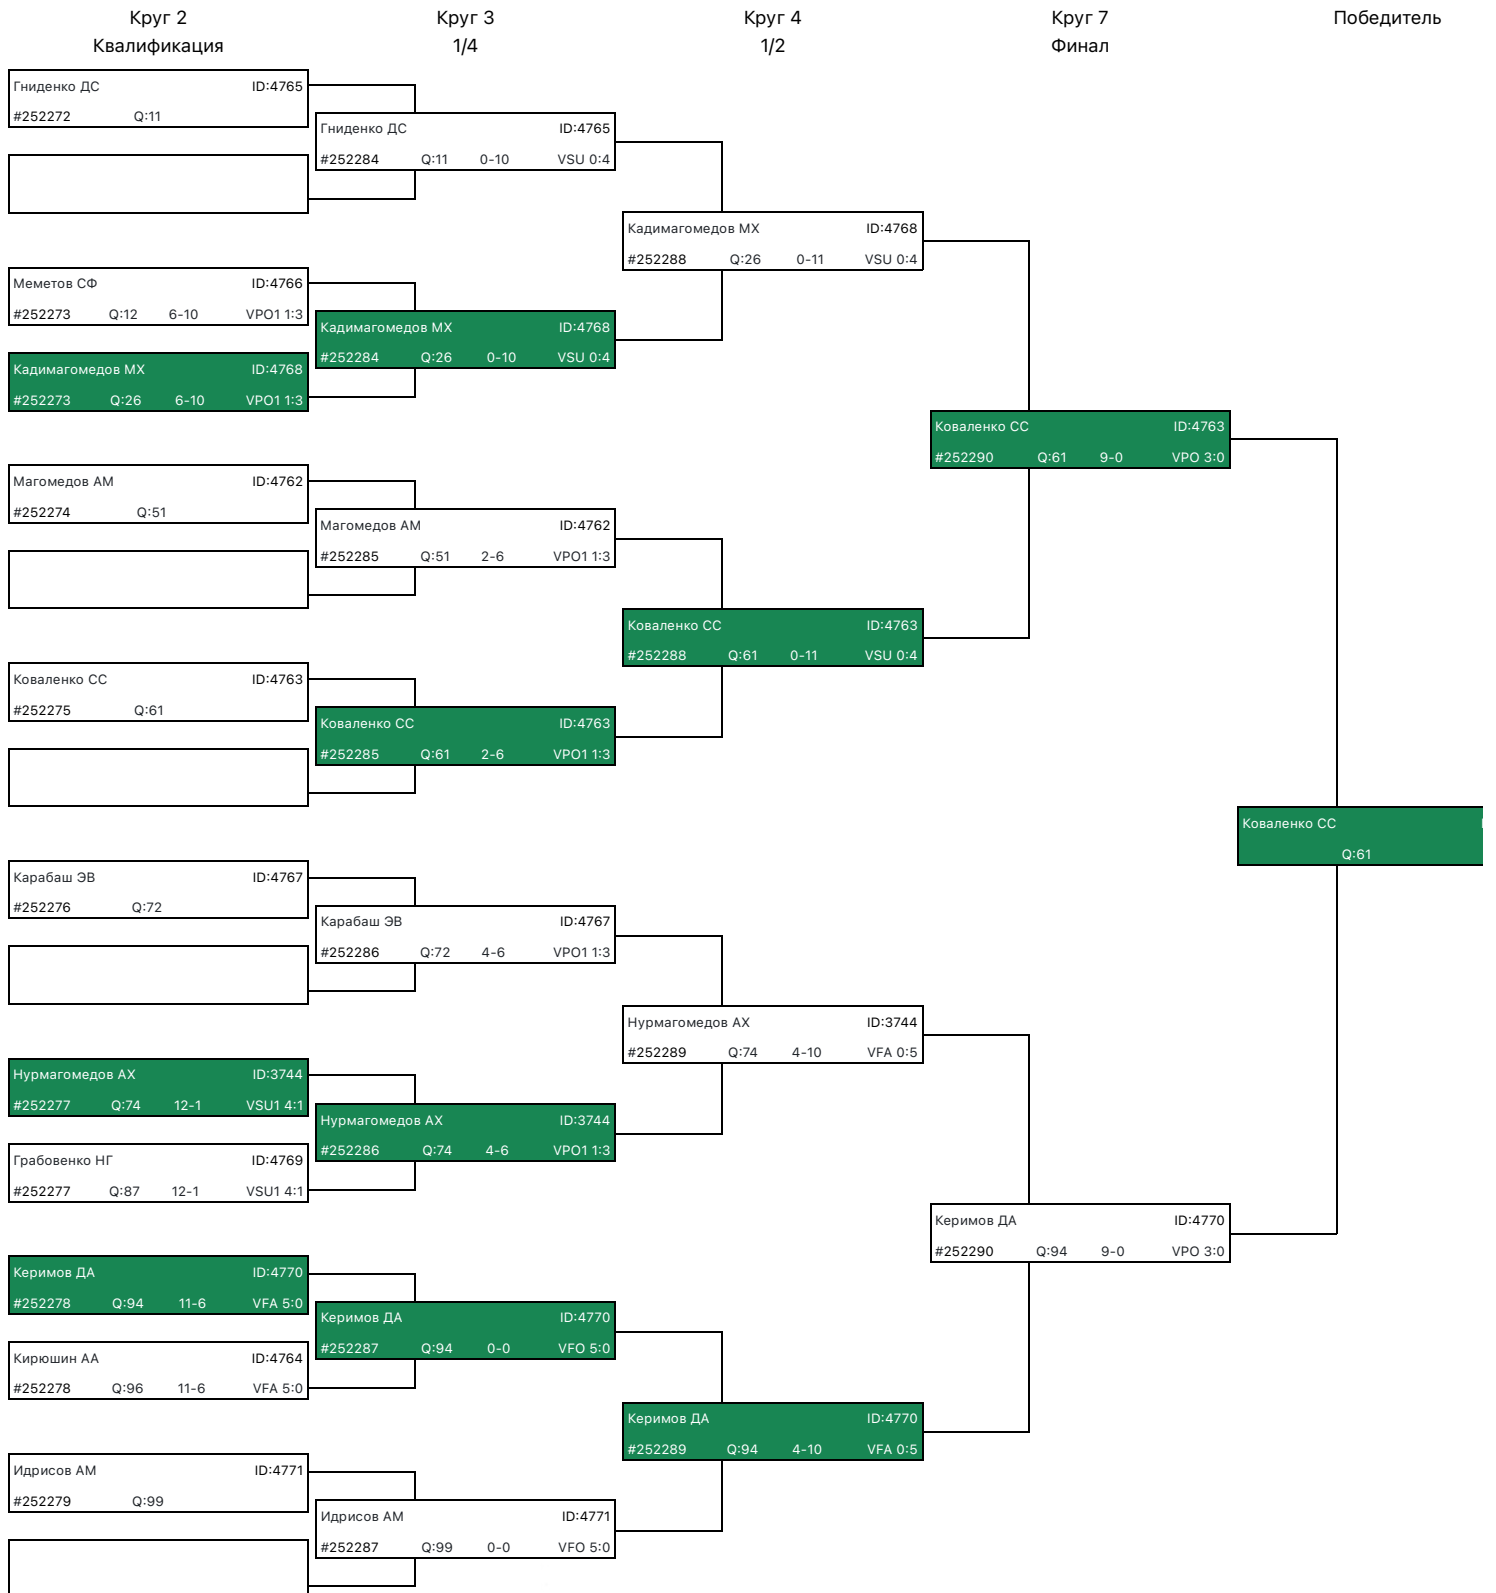 Круг 2
Квалификация
Круг 3
1/4
Круг 4
1/2
Круг 7
Финал
Победитель
Гниденко ДС ID:4765
#252272 Q:11
Меметов СФ ID:4766
#252273 Q:12 6-10 VPO1 1:3
Кадимагомедов МХ ID:4768
#252273 Q:26 6-10 VPO1 1:3
Магомедов АМ ID:4762
#252274 Q:51
Коваленко СС ID:4763
#252275 Q:61
Карабаш ЭВ ID:4767
#252276 Q:72
Нурмагомедов АХ ID:3744
#252277 Q:74 12-1 VSU1 4:1
Грабовенко НГ ID:4769
#252277 Q:87 12-1 VSU1 4:1
Керимов ДА ID:4770
#252278 Q:94 11-6 VFA 5:0
Кирюшин АА ID:4764
#252278 Q:96 11-6 VFA 5:0
Идрисов АМ ID:4771
#252279 Q:99
Гниденко ДС ID:4765
#252284 Q:11 0-10 VSU 0:4
Кадимагомедов МХ ID:4768
#252284 Q:26 0-10 VSU 0:4
Магомедов АМ ID:4762
#252285 Q:51 2-6 VPO1 1:3
Коваленко СС ID:4763
#252285 Q:61 2-6 VPO1 1:3
Карабаш ЭВ ID:4767
#252286 Q:72 4-6 VPO1 1:3
Нурмагомедов АХ ID:3744
#252286 Q:74 4-6 VPO1 1:3
Керимов ДА ID:4770
#252287 Q:94 0-0 VFO 5:0
Идрисов АМ ID:4771
#252287 Q:99 0-0 VFO 5:0
Кадимагомедов МХ ID:4768
#252288 Q:26 0-11 VSU 0:4
Коваленко СС ID:4763
#252288 Q:61 0-11 VSU 0:4
Нурмагомедов АХ ID:3744
#252289 Q:74 4-10 VFA 0:5
Керимов ДА ID:4770
#252289 Q:94 4-10 VFA 0:5
Коваленко СС ID:4763
#252290 Q:61 9-0 VPO 3:0
Керимов ДА ID:4770
#252290 Q:94 9-0 VPO 3:0
Коваленко СС
Q:61